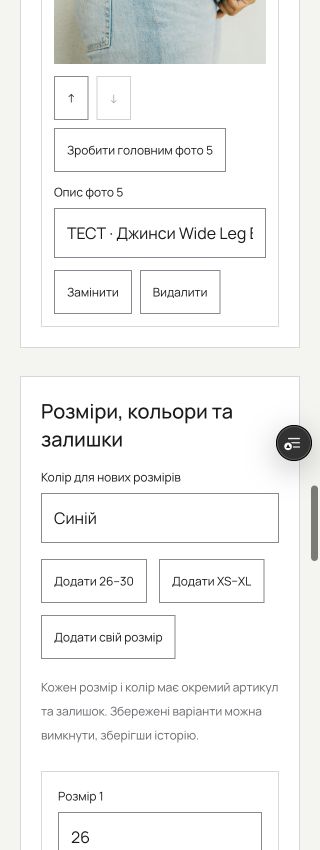 ↑ ↓
Зробити головним фото 5
Опис фото 5
ТЕСТ · Джинси Wide Leg
Замінити Видалити
Розміри, кольори та
залишки
Колір для нових розмірів
Синій
Додати 26–30 Додати XS–XL
Додати свій розмір
Кожен розмір і колір має окремий артикул
та залишок. Збережені варіанти можна
вимкнути, зберігши історію.
Розмір 1
26